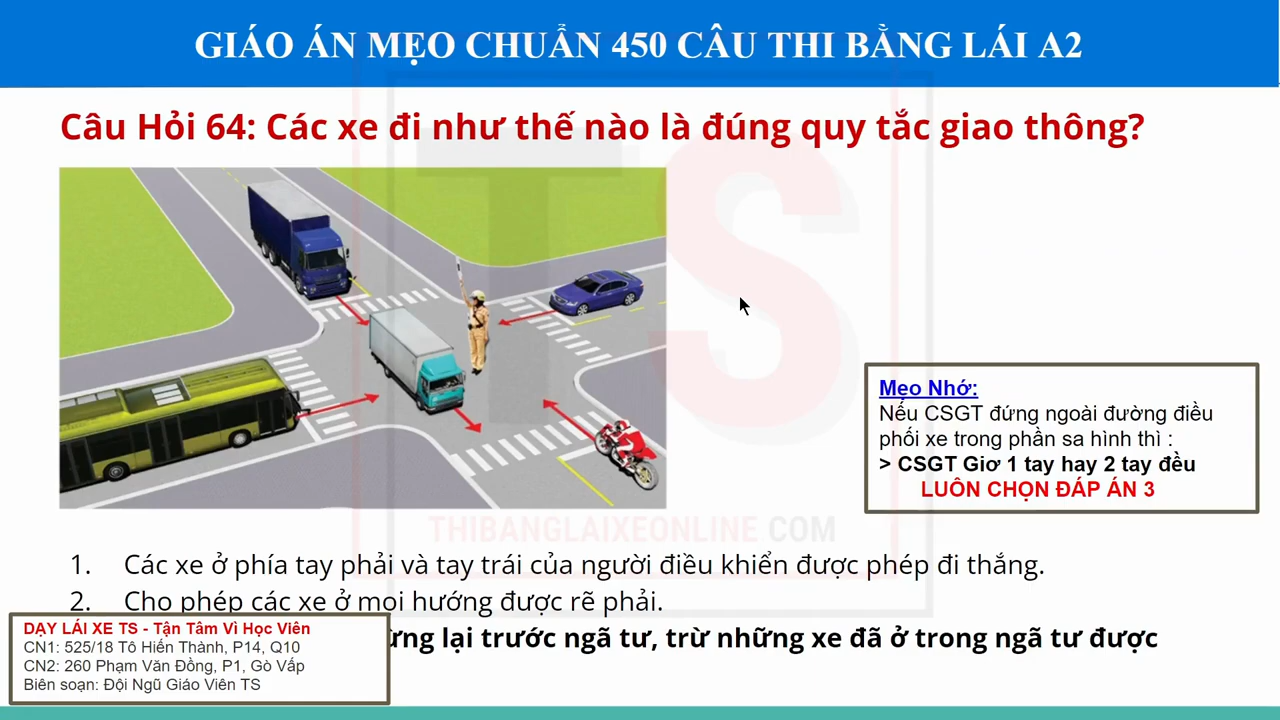 GIÁO ÁN MẸO CHUẨN 450 CÂU THI BẰNG LÁI A2
Câu Hỏi 64: Các xe đi như thế nào là đúng quy tắc giao thông?
TS
Mẹo Nhớ:
Nếu CSGT đứng ngoài đường điều
phối xe trong phần sa hình thì :
> CSGT Giơ 1 tay hay 2 tay đều
LUÔN CHỌN ĐÁP ÁN 3
THIBANGLAIXEONLINE.COM
1. Các xe ở phía tay phải và tay trái của người điều khiển được phép đi thẳng.
2. Cho phép các xe ở mọi hướng được rẽ phải.
lại trước ngã tư, trừ những xe đã ở trong ngã tư được
DẠY LÁI XE TS - Tận Tâm Vì Học Viên
CN1: 525/18 Tô Hiến Thành, P14, Q10
CN2: 260 Phạm Văn Đồng, P1, Gò Vấp
Biên soạn: Đội Ngũ Giáo Viên TS